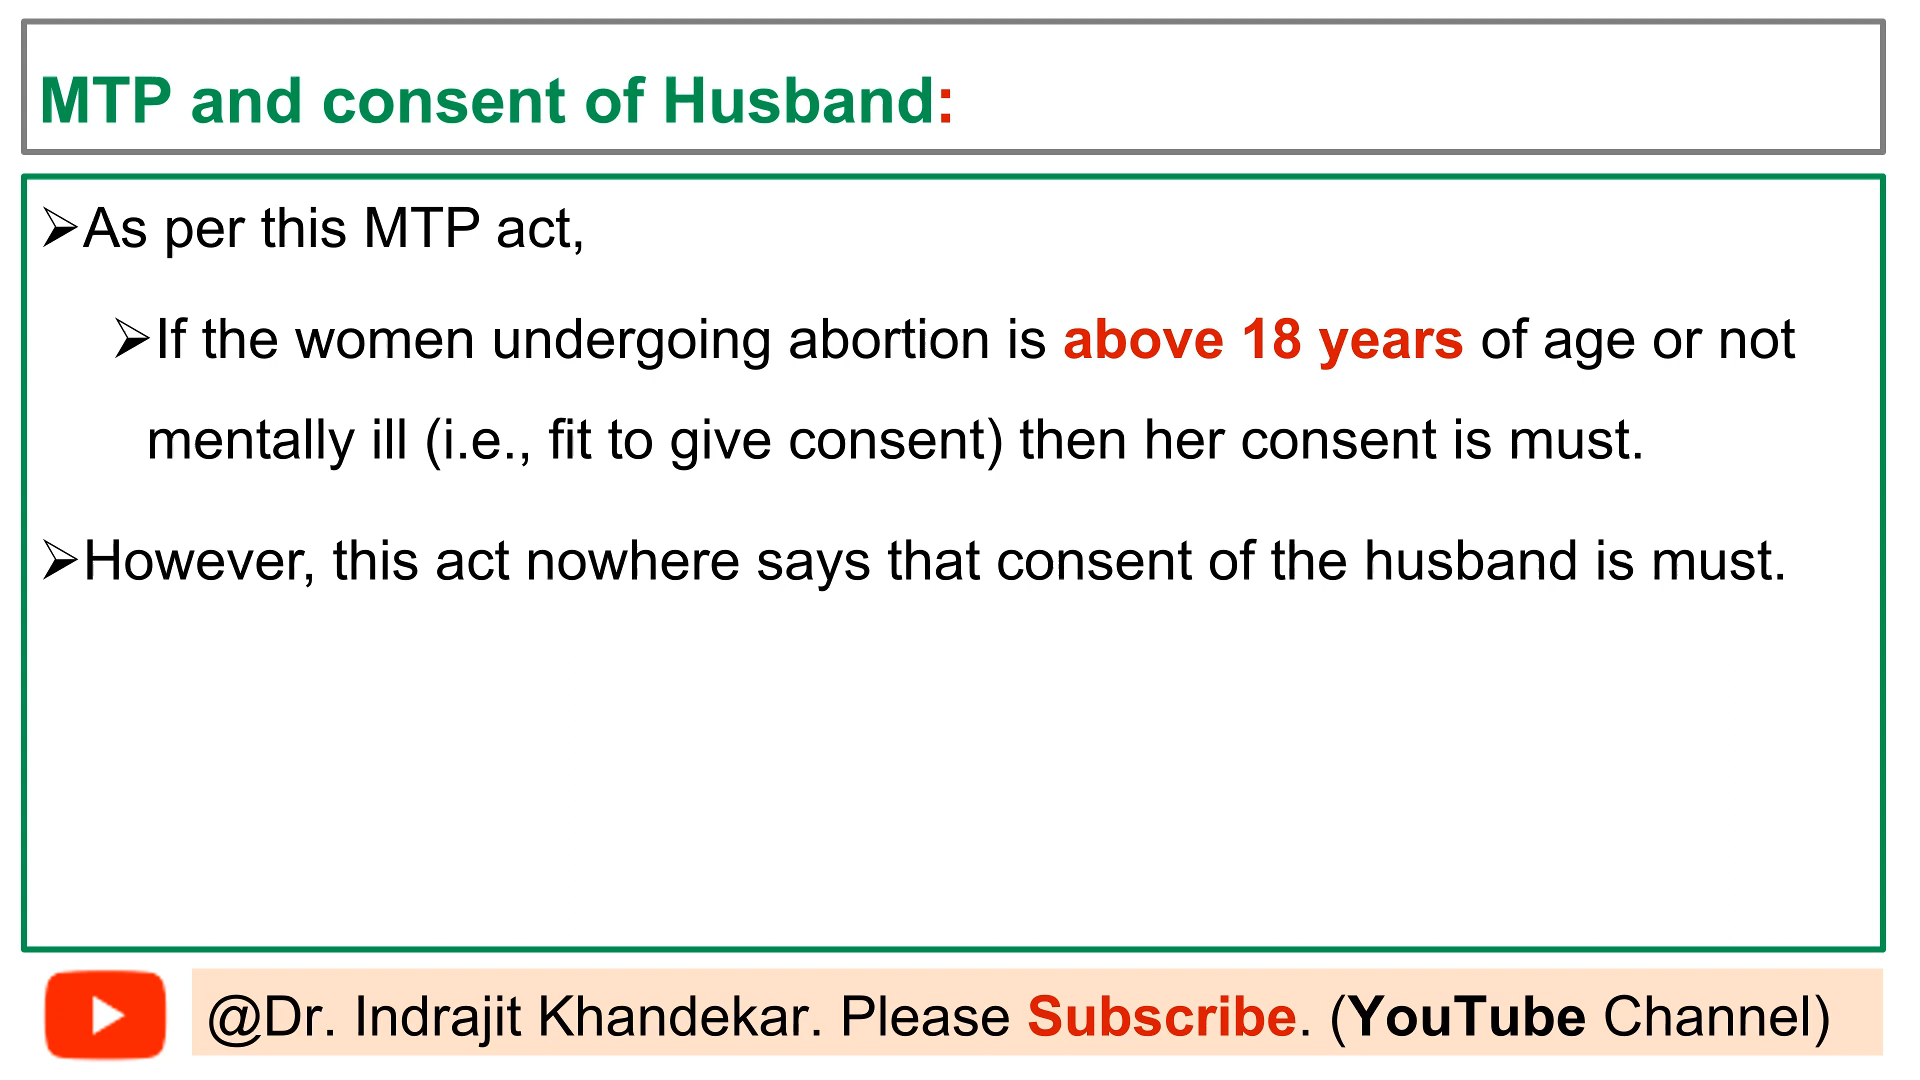 MTP and consent of Husband:
➢As per this MTP act,
➢If the women undergoing abortion is above 18 years of age or not
mentally ill (i.e., fit to give consent) then her consent is must.
➢However, this act nowhere says that consent of the husband is must.
@Dr. Indrajit Khandekar. Please Subscribe. (YouTube Channel)